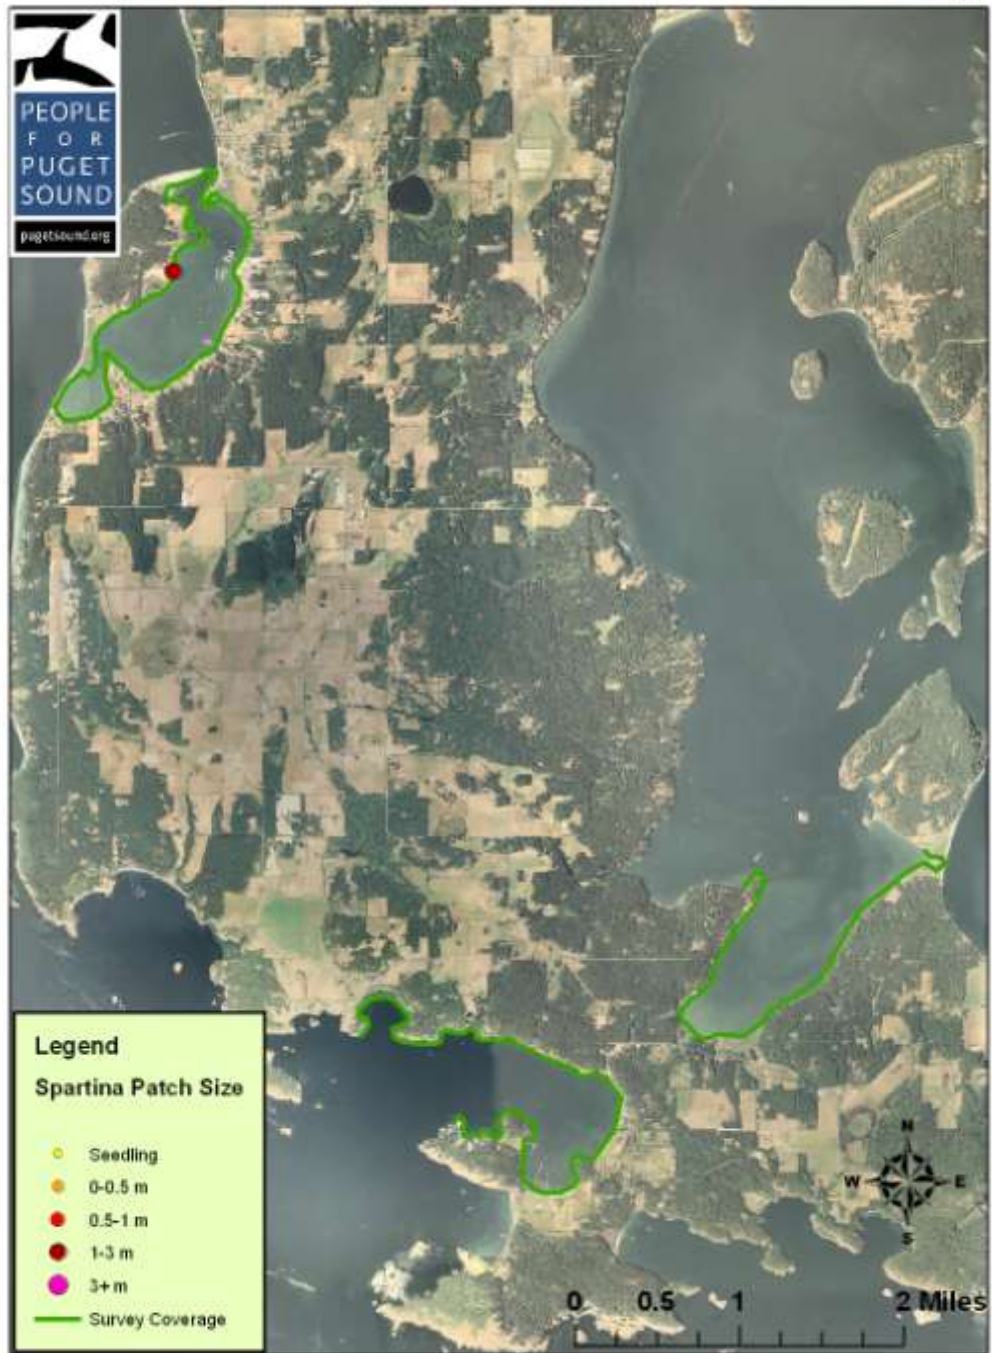 PEOPLE
FOR
PUGET
SOUND
pugetsound.org
Legend
Spartina Patch Size
Seedling
0-0.5 m
0.5-1 m
1-3 m
3+ m
Survey Coverage
N
W E
S
0 0.5 1 2 Miles